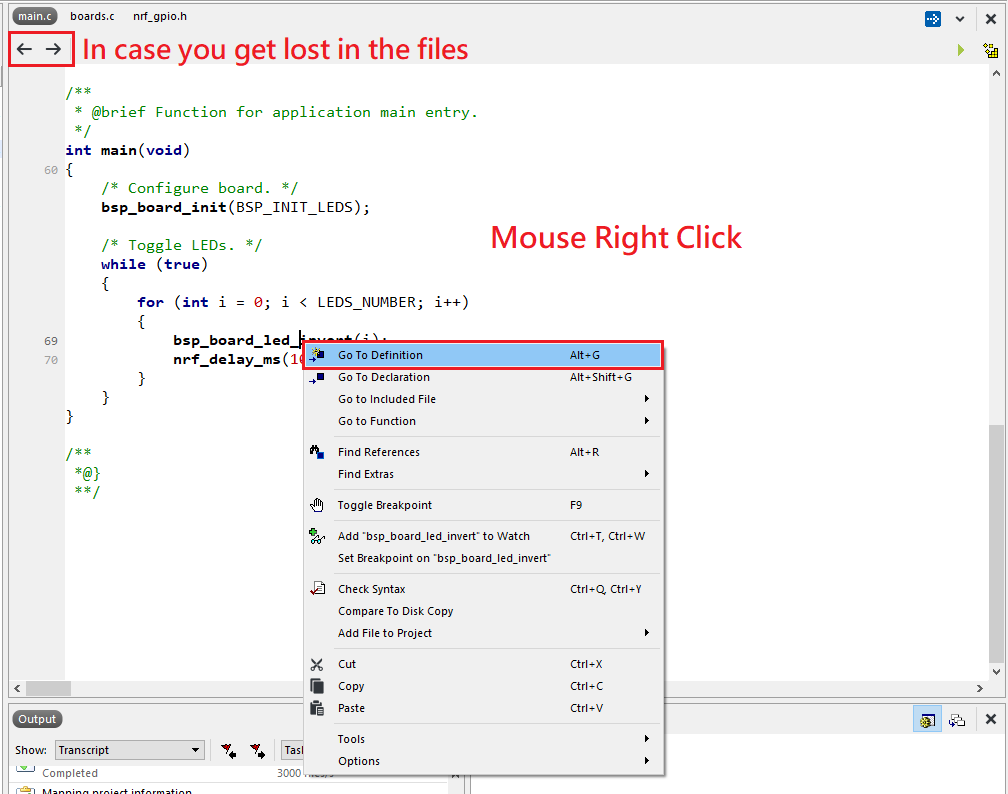 main.c boards.c nrf_gpio.h
In case you get lost in the files
/**
* @brief Function for application main entry.
*/
int main(void)
60 {
/* Configure board. */
bsp_board_init(BSP_INIT_LEDS);
/* Toggle LEDs. */
while (true)
{
for (int i = 0; i < LEDS_NUMBER; i++)
{
69 bsp_board_led_invert(i);
70 nrf_delay_ms(
}
}
}
/**
*@}
**/
Mouse Right Click
Go To Definition Alt+G
Go To Declaration Alt+Shift+G
Go to Included File
Go to Function
Find References Alt+R
Find Extras
Toggle Breakpoint F9
Add "bsp_board_led_invert" to Watch Ctrl+T, Ctrl+W
Set Breakpoint on "bsp_board_led_invert"
Check Syntax Ctrl+Q, Ctrl+Y
Compare To Disk Copy
Add File to Project
Cut Ctrl+X
Copy Ctrl+C
Paste Ctrl+V
Tools
Options
Output
Show: Transcript
Completed 3000
Mapping project information